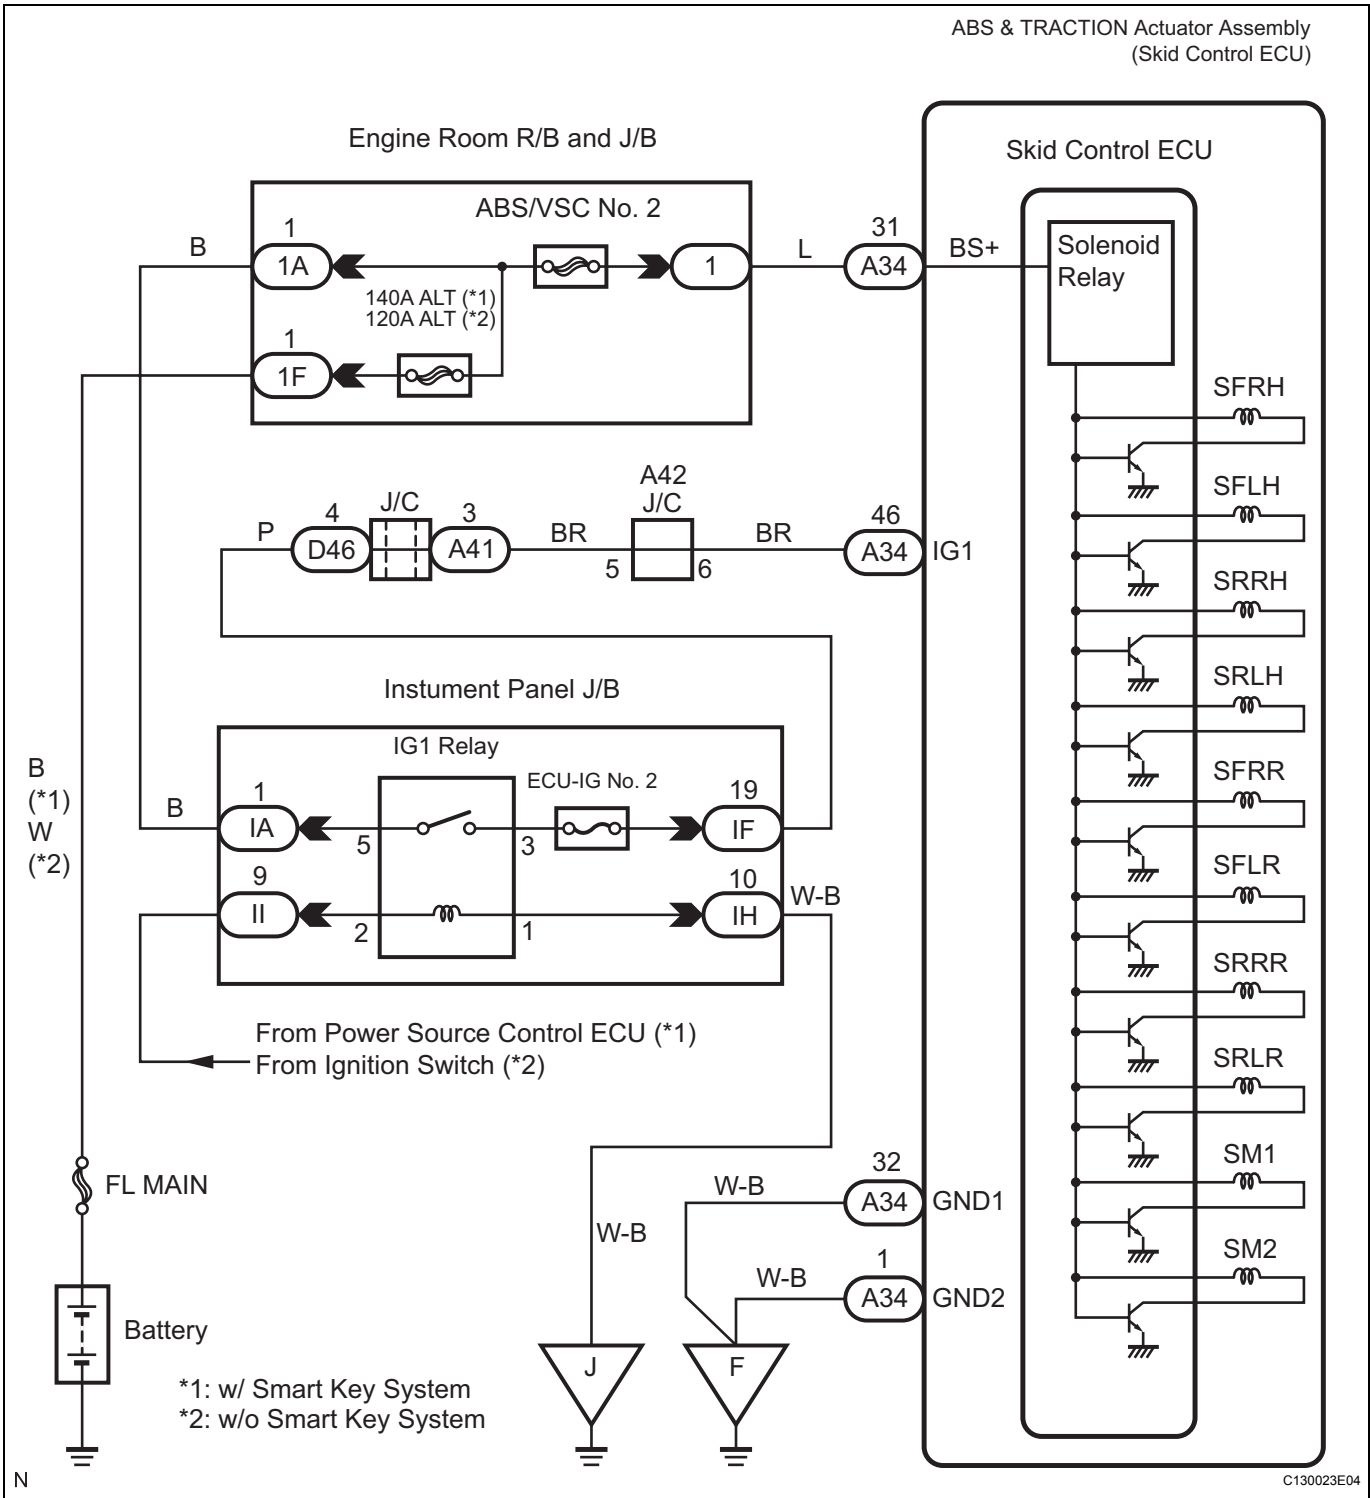 ABS & TRACTION Actuator Assembly
(Skid Control ECU)
Engine Room R/B and J/B
Skid Control ECU
ABS/VSC No. 2
1
B
1A
1
L
31
A34
BS+
Solenoid
Relay
140A ALT (*1)
120A ALT (*2)
1
1F
SFRH
A42
J/C
SFLH
4
J/C
3
46
P
D46
A41
BR
5
6
BR
A34
IG1
SRRH
Instument Panel J/B
SRLH
IG1 Relay
ECU-IG No. 2
SFRR
B
(*1)
W
(*2)
B
1
IA
5
3
19
IF
9
II
2
1
10
IH
W-B
SFLR
SRRR
From Power Source Control ECU (*1)
From Ignition Switch (*2)
SRLR
FL MAIN
32
W-B
A34
GND1
SM1
W-B
1
W-B
A34
GND2
SM2
Battery
J
F
*1: w/ Smart Key System
*2: w/o Smart Key System
N
C130023E04